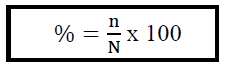 % = n/N x 100